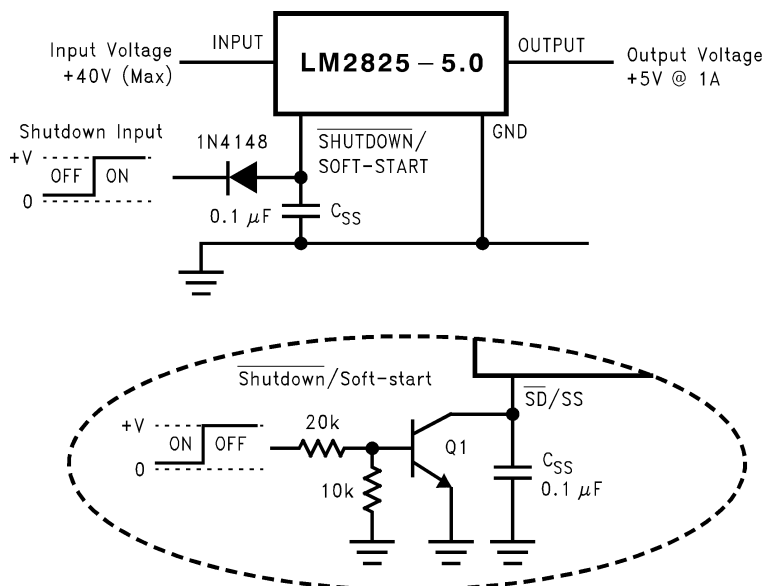 Input Voltage
+40V (Max)
INPUT
LM2825 – 5.0
OUTPUT
Output Voltage
+5V @ 1A
Shutdown Input
+V
OFF
ON
0
1N4148
SHUTDOWN/
SOFT-START
GND
0.1 μF
CSS
Shutdown/Soft-start
SD/SS
+V
ON
OFF
0
20k
10k
Q1
CSS
0.1 μF